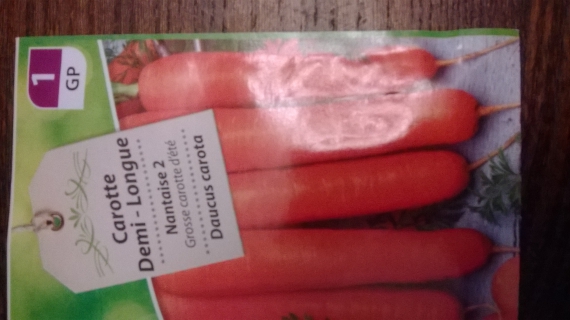 1
GP
Carotte
Demi - Longue
Nantaise 2
Grosse carotte d'été
Daucus carota